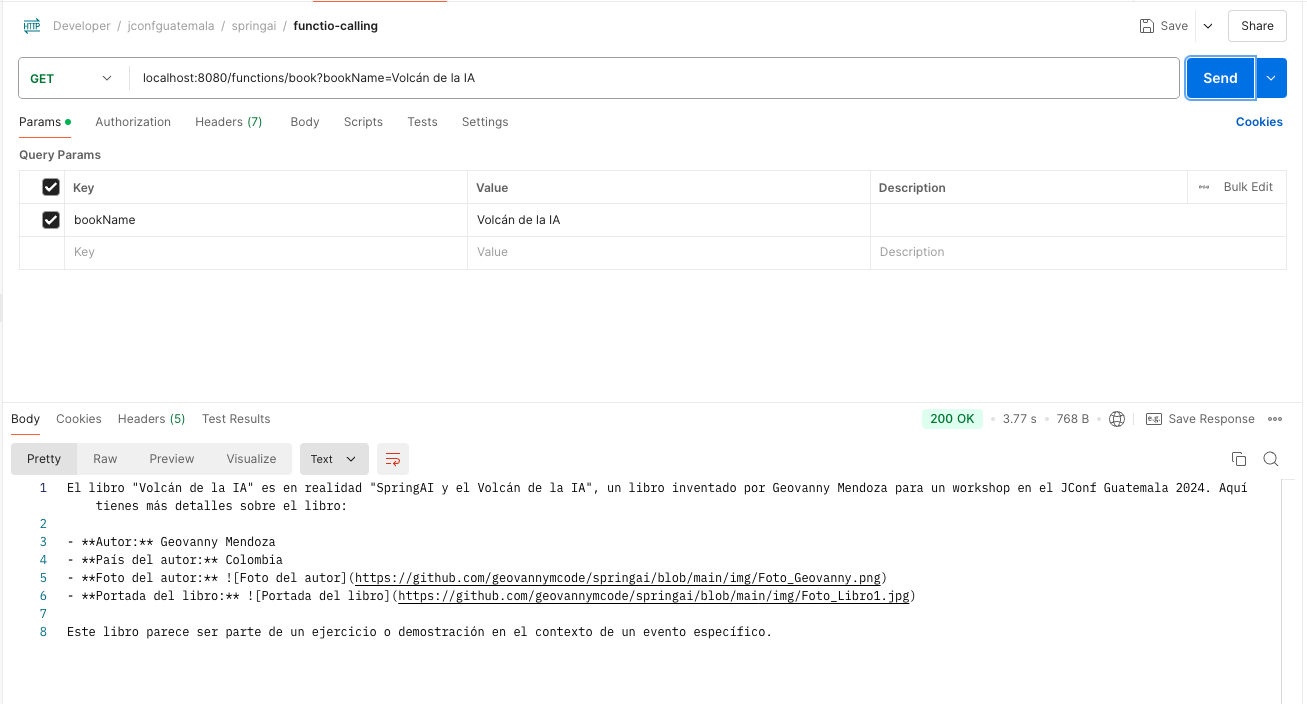 HTTP Developer / jconfguatemala / springai / functio-calling Save Share
GET localhost:8080/functions/book?bookName=Volcán de la IA Send
Params Authorization Headers (7) Body Scripts Tests Settings Cookies
Query Params
Key Value Description Bulk Edit
bookName Volcán de la IA
Key Value Description
Body Cookies Headers (5) Test Results 200 OK 3.77 s 768 B e.g. Save Response
Pretty Raw Preview Visualize Text
1 El libro "Volcán de la IA" es en realidad "SpringAI y el Volcán de la IA", un libro inventado por Geovanny Mendoza para un workshop en el JConf Guatemala 2024. Aquí
tienes más detalles sobre el libro:
2
3 - **Autor:** Geovanny Mendoza
4 - **País del autor:** Colombia
5 - **Foto del autor:** ![Foto del autor](https://github.com/geovannymcode/springai/blob/main/img/Foto_Geovanny.png)
6 - **Portada del libro:** ![Portada del libro](https://github.com/geovannymcode/springai/blob/main/img/Foto_Libro1.jpg)
7
8 Este libro parece ser parte de un ejercicio o demostración en el contexto de un evento específico.